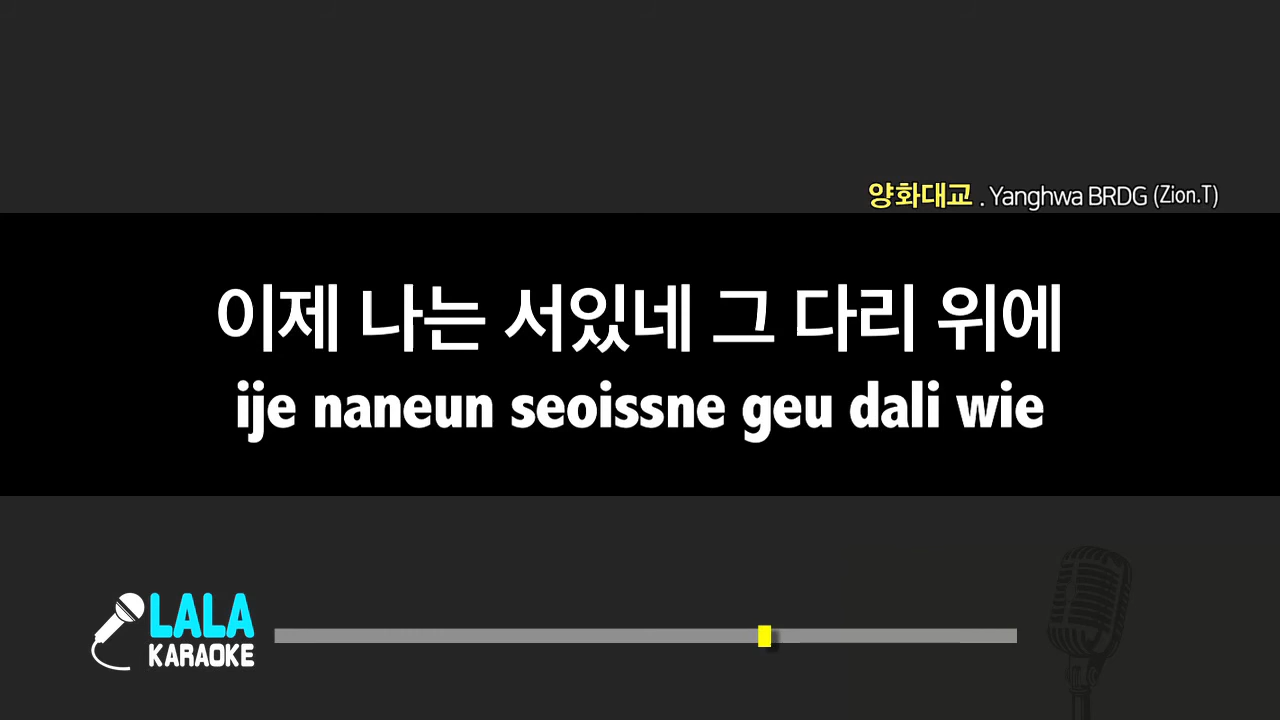 양화대교 . Yanghwa BRDG (Zion.T)
이제 나는 서있네 그 다리 위에
ije naneun seoissne geu dali wie
LALA
KARAOKE